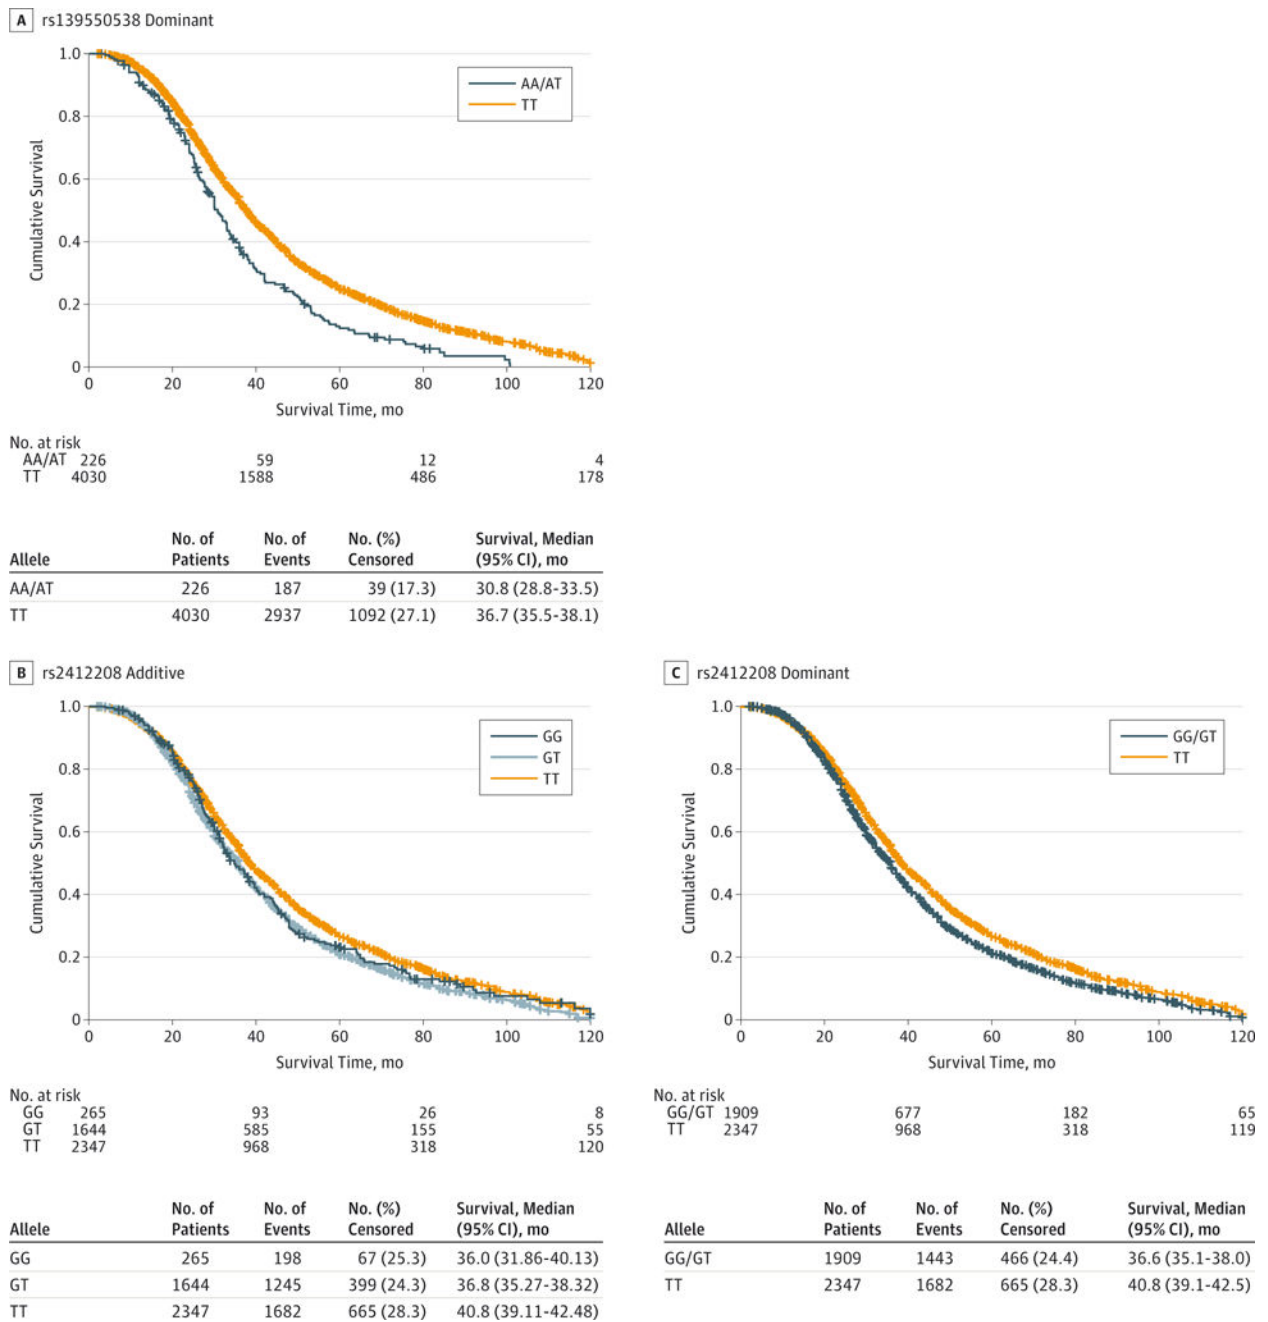 A rs139550538 Dominant
1.0
0.8
0.6
0.4
0.2
0
Cumulative Survival
AA/AT
TT
0 20 40 60 80 100 120
Survival Time, mo
No. at risk
AA/AT 226 59 12 4
TT 4030 1588 486 178
Allele No. of Patients No. of Events No. (%) Censored Survival, Median (95% CI), mo
AA/AT 226 187 39 (17.3) 30.8 (28.8-33.5)
TT 4030 2937 1092 (27.1) 36.7 (35.5-38.1)
B rs2412208 Additive
1.0
0.8
0.6
0.4
0.2
0
Cumulative Survival
GG
GT
TT
0 20 40 60 80 100 120
Survival Time, mo
No. at risk
GG 265 93 26 8
GT 1644 585 155 55
TT 2347 968 318 120
Allele No. of Patients No. of Events No. (%) Censored Survival, Median (95% CI), mo
GG 265 198 67 (25.3) 36.0 (31.86-40.13)
GT 1644 1245 399 (24.3) 36.8 (35.27-38.32)
TT 2347 1682 665 (28.3) 40.8 (39.11-42.48)
C rs2412208 Dominant
1.0
0.8
0.6
0.4
0.2
0
Cumulative Survival
GG/GT
TT
0 20 40 60 80 100 120
Survival Time, mo
No. at risk
GG/GT 1909 677 182 65
TT 2347 968 318 119
Allele No. of Patients No. of Events No. (%) Censored Survival, Median (95% CI), mo
GG/GT 1909 1443 466 (24.4) 36.6 (35.1-38.0)
TT 2347 1682 665 (28.3) 40.8 (39.1-42.5)